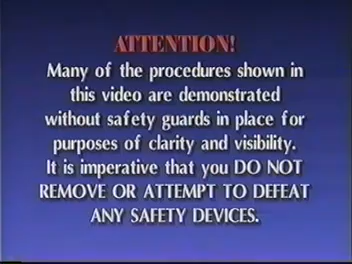 ATTENTION!
Many of the procedures shown in
this video are demonstrated
without safety guards in place for
purposes of clarity and visibility.
It is imperative that you DO NOT
REMOVE OR ATTEMPT TO DEFEAT
ANY SAFETY DEVICES.